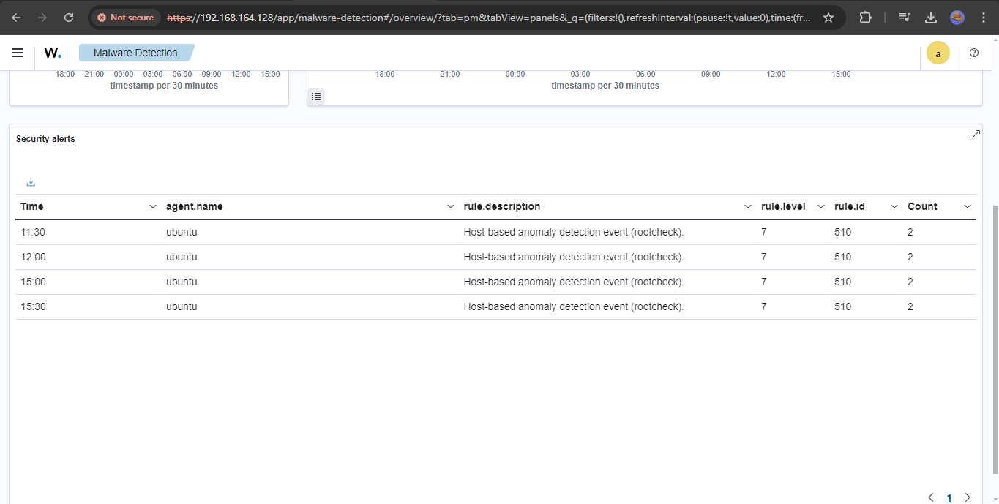 Not secure https://192.168.164.128/app/malware-detection#/overview/?tab=pm&tabView=panels&_g=(filters:!(),refreshInterval:(pause:!t,value:0),time:(fr...
W. Malware Detection a
18:00 21:00 00:00 03:00 06:00 09:00 12:00 15:00
timestamp per 30 minutes
18:00 21:00 00:00 03:00 06:00 09:00 12:00 15:00
timestamp per 30 minutes
Security alerts
Time agent.name rule.description rule.level rule.id Count
11:30 ubuntu Host-based anomaly detection event (rootcheck). 7 510 2
12:00 ubuntu Host-based anomaly detection event (rootcheck). 7 510 2
15:00 ubuntu Host-based anomaly detection event (rootcheck). 7 510 2
15:30 ubuntu Host-based anomaly detection event (rootcheck). 7 510 2
1